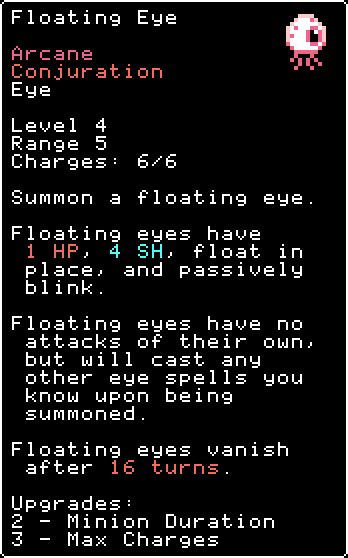 Floating Eye
Arcane
Conjuration
Eye
Level 4
Range 5
Charges: 6/6
Summon a floating eye.
Floating eyes have
1 HP, 4 SH, float in
place, and passively
blink.
Floating eyes have no
attacks of their own,
but will cast any
other eye spells you
know upon being
summoned.
Floating eyes vanish
after 16 turns.
Upgrades:
2 - Minion Duration
3 - Max Charges